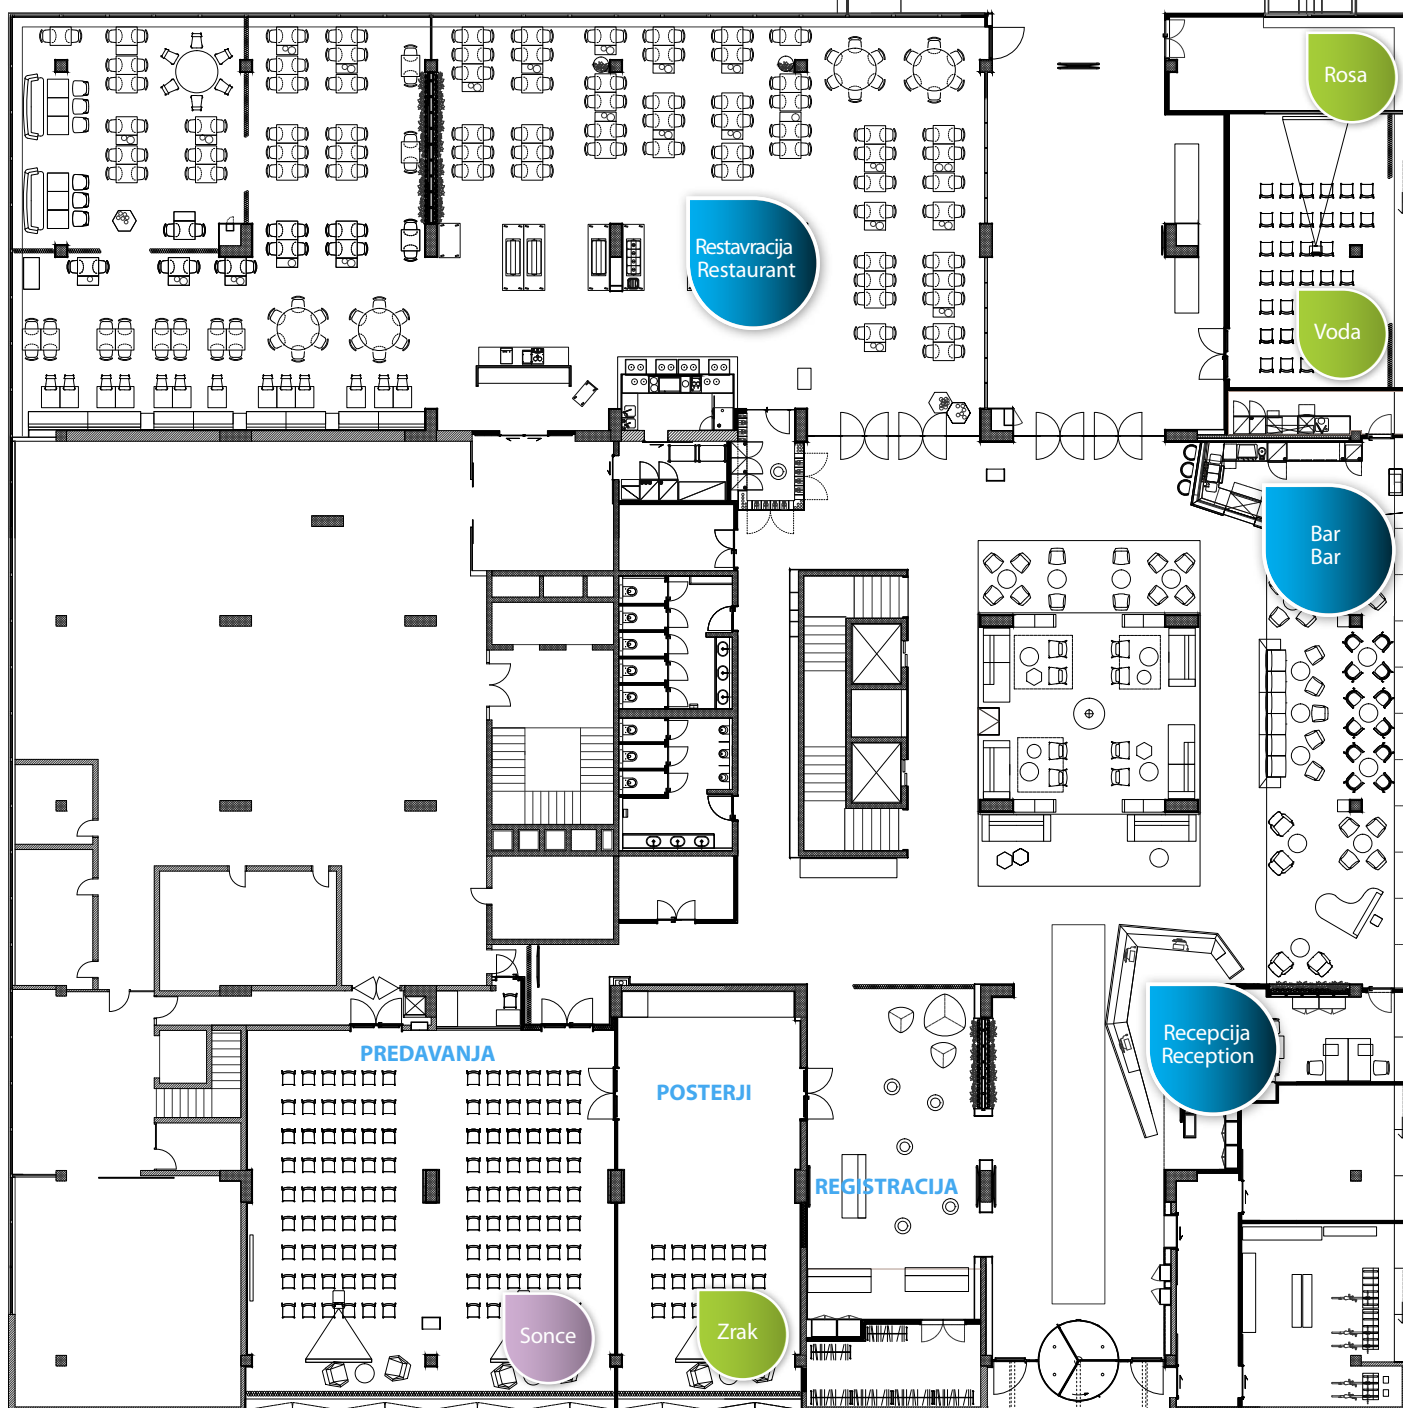 Rosa
Restavracija
Restaurant
Voda
Bar
Bar
Recepcija
Reception
PREDAVANJA
POSTERJI
REGISTRACIJA
Sonce
Zrak